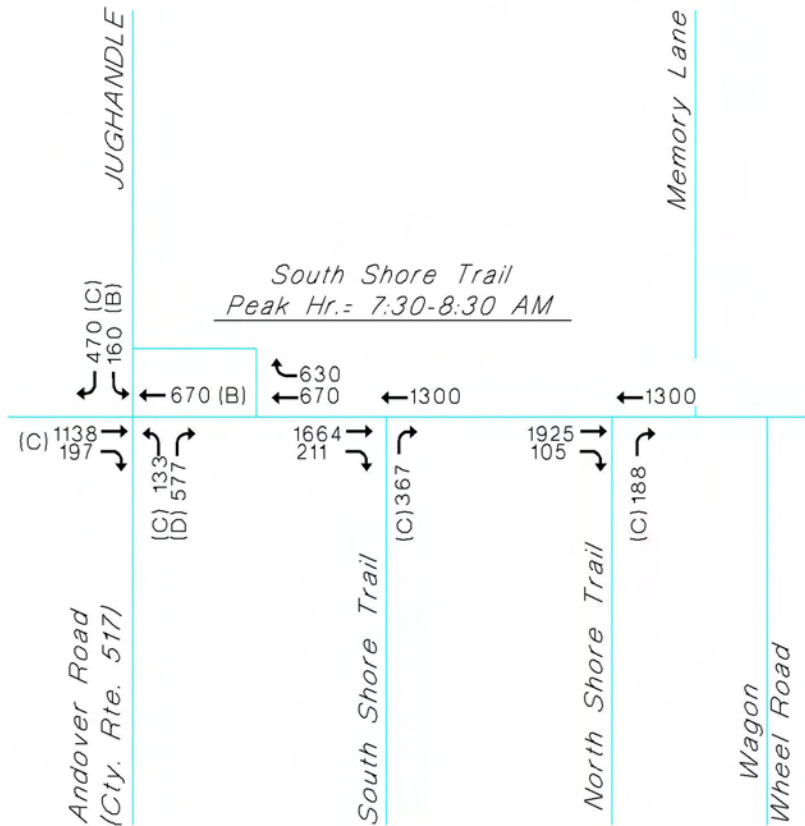 JUGHANDLE
Memory Lane
South Shore Trail
Peak Hr.= 7:30-8:30 AM
470 (C)
160 (B)
630
670 (B)
670
1300
1300
(C) 1138
197
(C) 133
(D) 577
1664
211
(C) 367
1925
105
(C) 188
Andover Road
(Cty. Rte. 517)
South Shore Trail
North Shore Trail
Wagon
Wheel Road